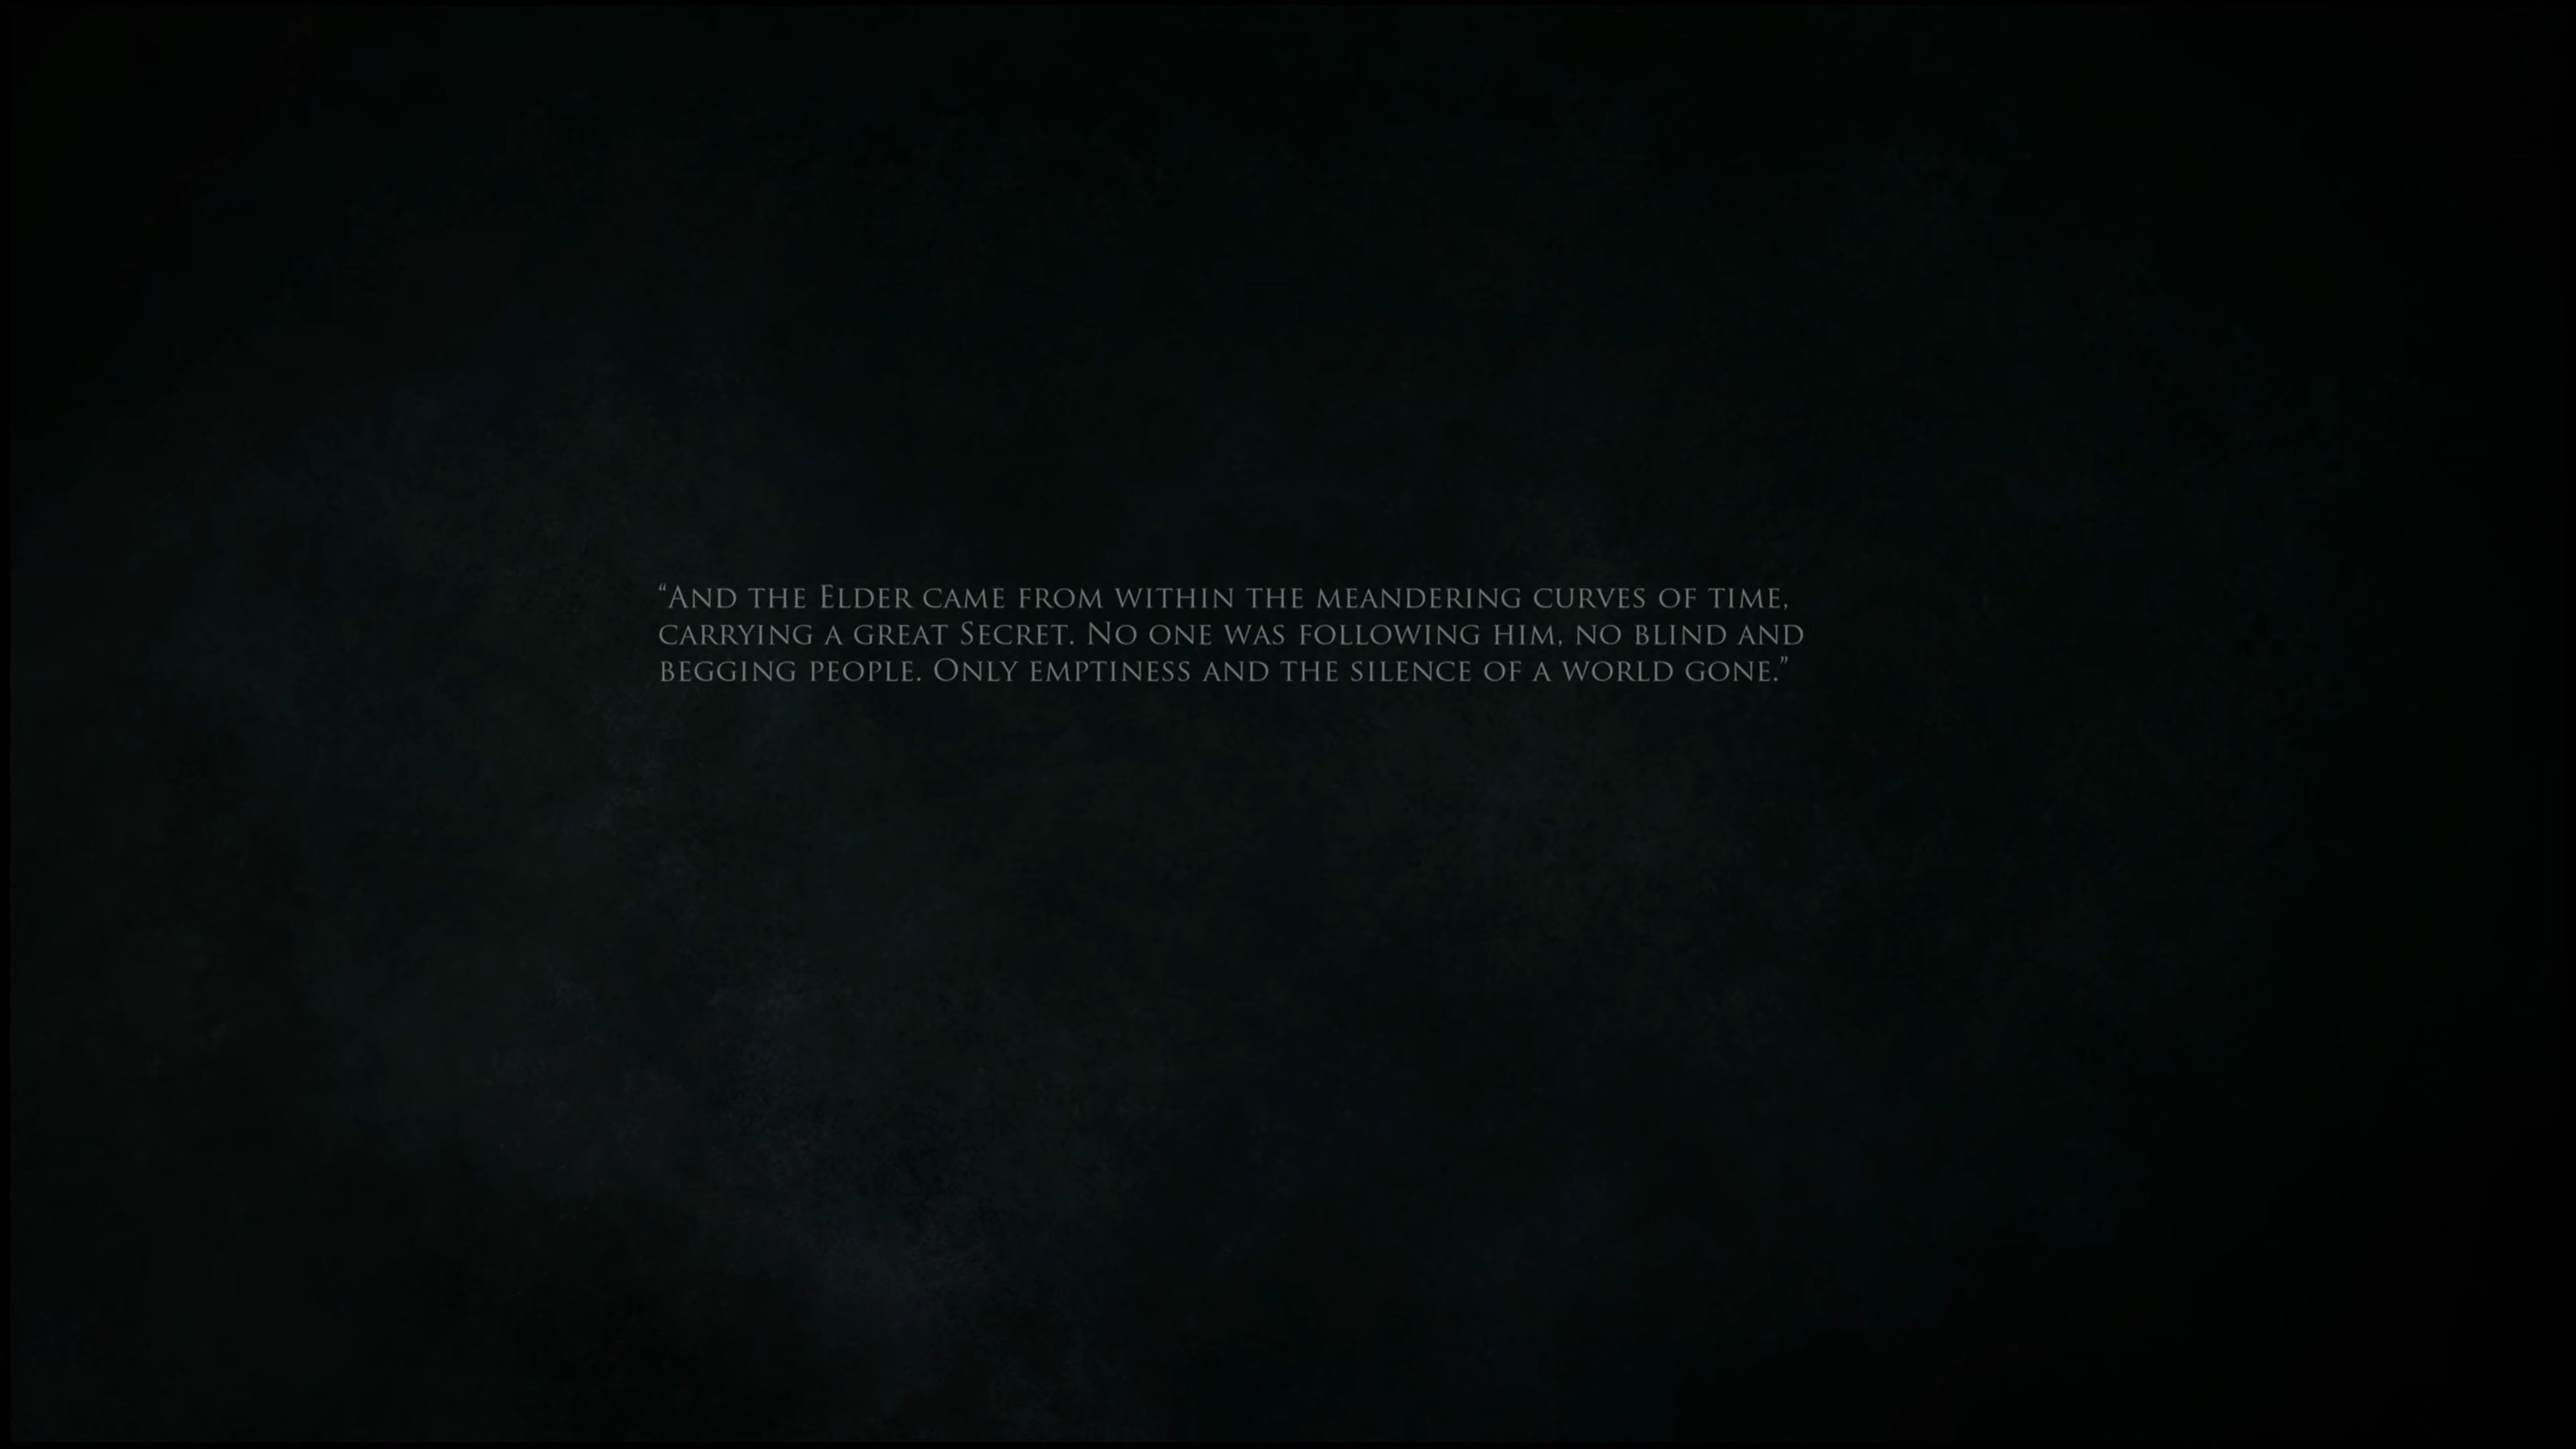 “And the Elder came from within the meandering curves of time,
carrying a great Secret. No one was following him, no blind and
begging people. Only emptiness and the silence of a world gone.”